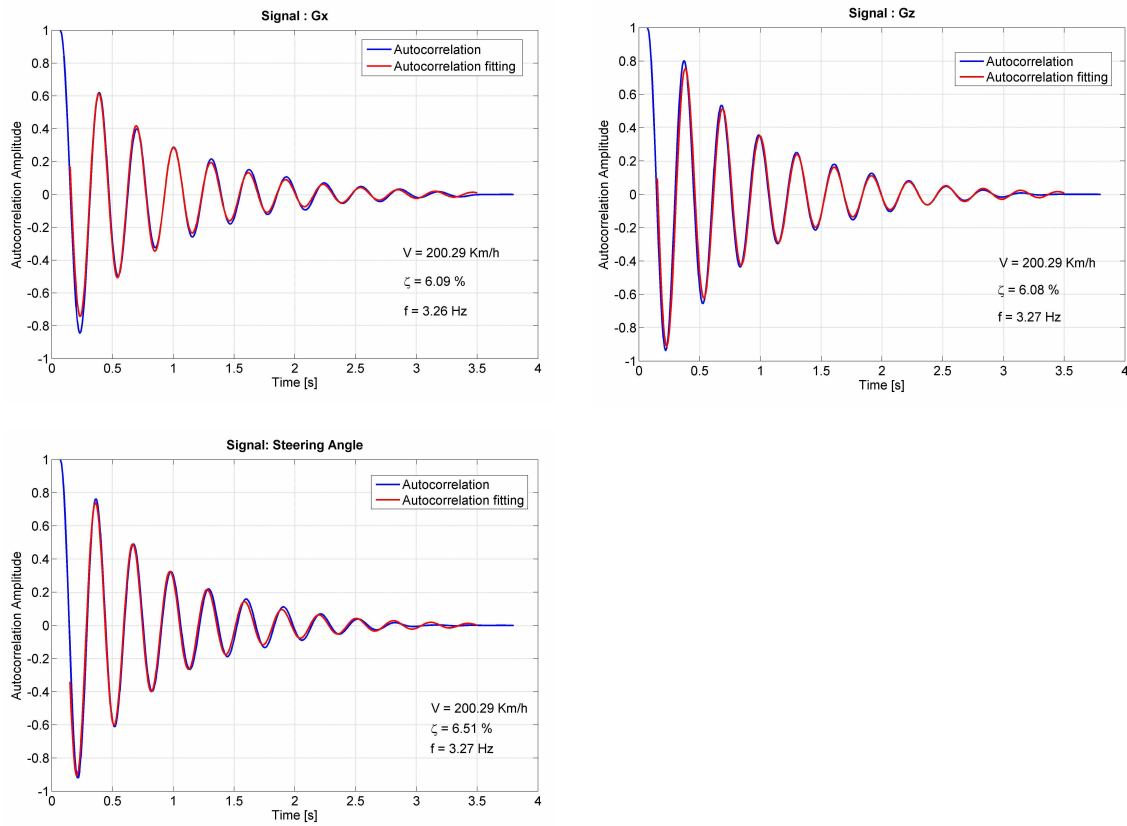 Signal : Gx
Autocorrelation
Autocorrelation fitting
Autocorrelation Amplitude
1
0.8
0.6
0.4
0.2
0
-0.2
-0.4
-0.6
-0.8
-1
V = 200.29 Km/h
ζ = 6.09 %
f = 3.26 Hz
0 0.5 1 1.5 2 2.5 3 3.5 4
Time [s]
Signal : Gz
Autocorrelation
Autocorrelation fitting
Autocorrelation Amplitude
1
0.8
0.6
0.4
0.2
0
-0.2
-0.4
-0.6
-0.8
-1
V = 200.29 Km/h
ζ = 6.08 %
f = 3.27 Hz
0 0.5 1 1.5 2 2.5 3 3.5 4
Time [s]
Signal: Steering Angle
Autocorrelation
Autocorrelation fitting
Autocorrelation Amplitude
1
0.8
0.6
0.4
0.2
0
-0.2
-0.4
-0.6
-0.8
-1
V = 200.29 Km/h
ζ = 6.51 %
f = 3.27 Hz
0 0.5 1 1.5 2 2.5 3 3.5 4
Time [s]